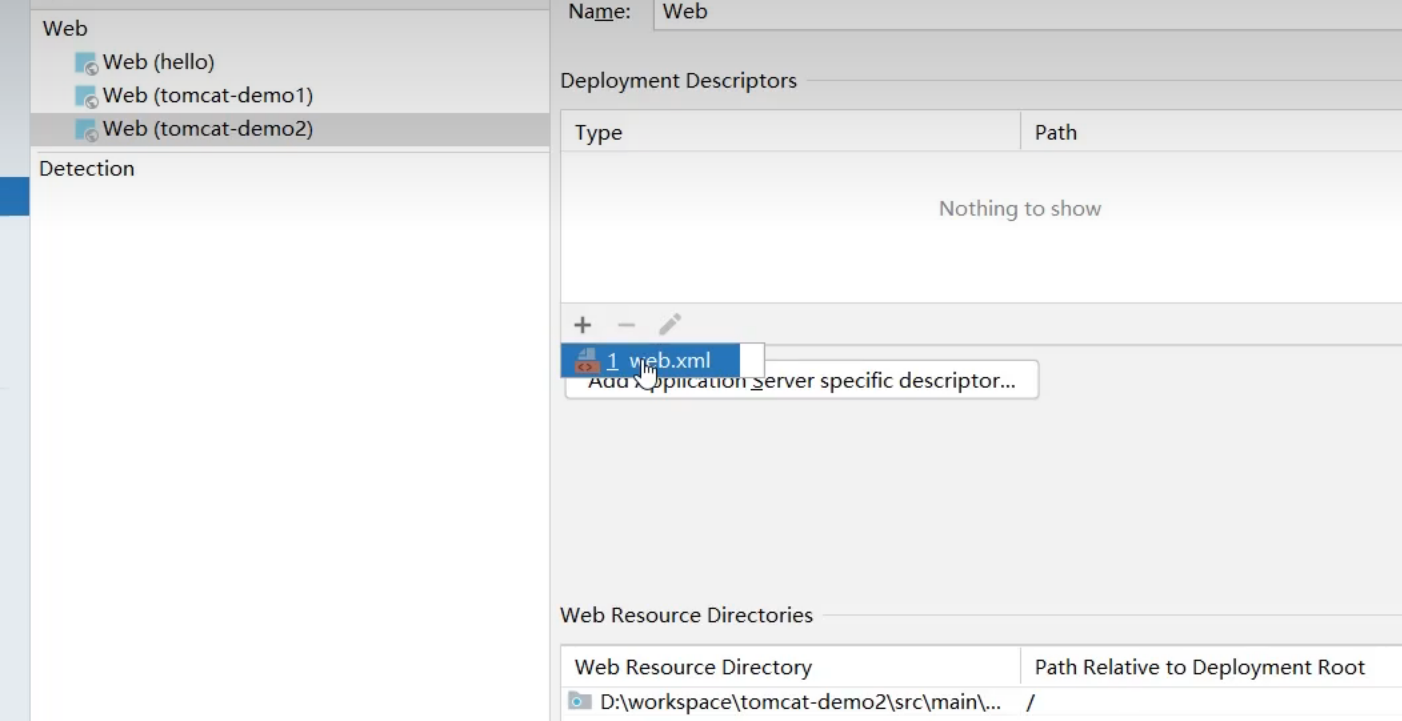 Web
Web (hello)
Web (tomcat-demo1)
Web (tomcat-demo2)
Detection
Name: Web
Deployment Descriptors
Type Path
Nothing to show
1 web.xml
Add Application Server specific descriptor...
Web Resource Directories
Web Resource Directory Path Relative to Deployment Root
D:\workspace\tomcat-demo2\src\main\... /